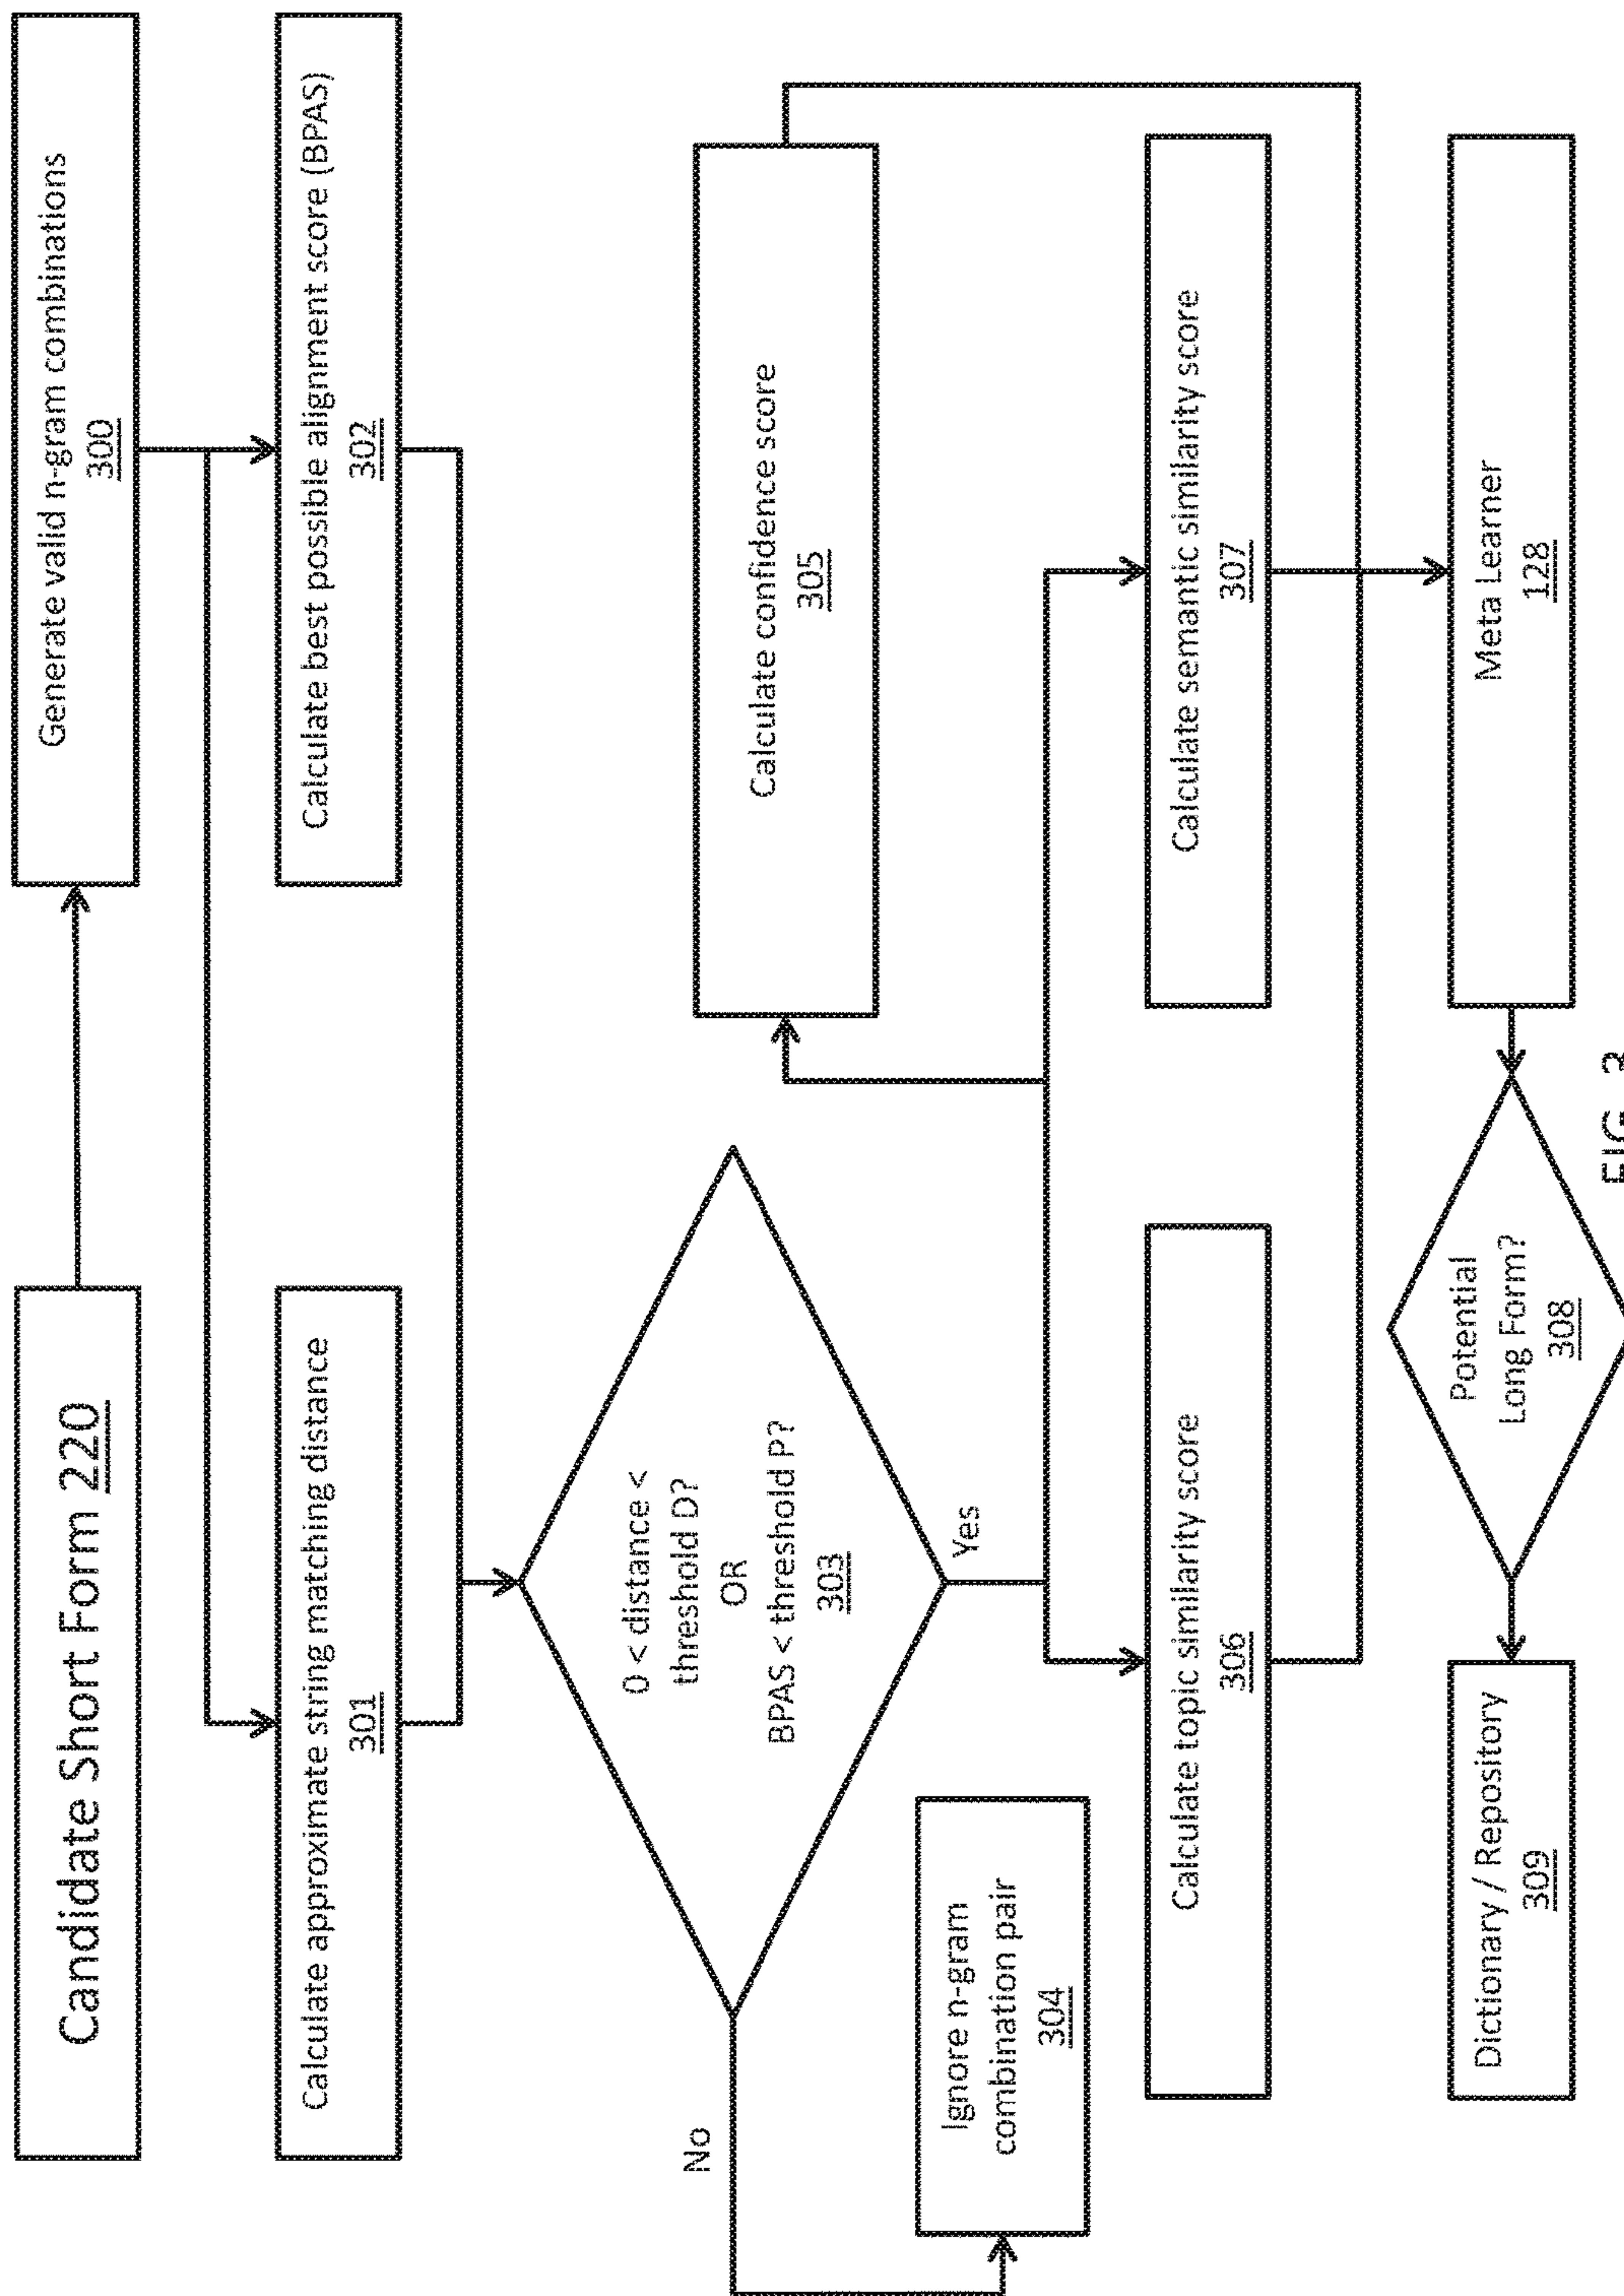 Candidate Short Form 220
Generate valid n-gram combinations
300
Calculate approximate string matching distance
301
Calculate best possible alignment score (BPAS)
302
0 < distance <
threshold D?
OR
BPAS < threshold P?
303
No
Yes
Ignore n-gram
combination pair
304
Calculate confidence score
305
Calculate topic similarity score
306
Calculate semantic similarity score
307
Dictionary / Repository
309
Potential
Long Form?
308
Meta Learner
128
FIG. 3